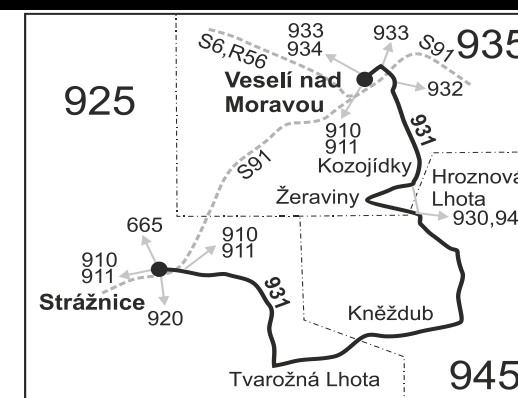 933
934
933
S6,R56
S91
935
Veselí nad
Moravou
932
925
910
911
931
Kozojídky
S91
Hroznová
Lhota
Žeraviny
930,94
665
910
911
910
911
931
Strážnice
920
Kněždub
Tvarožná Lhota
945